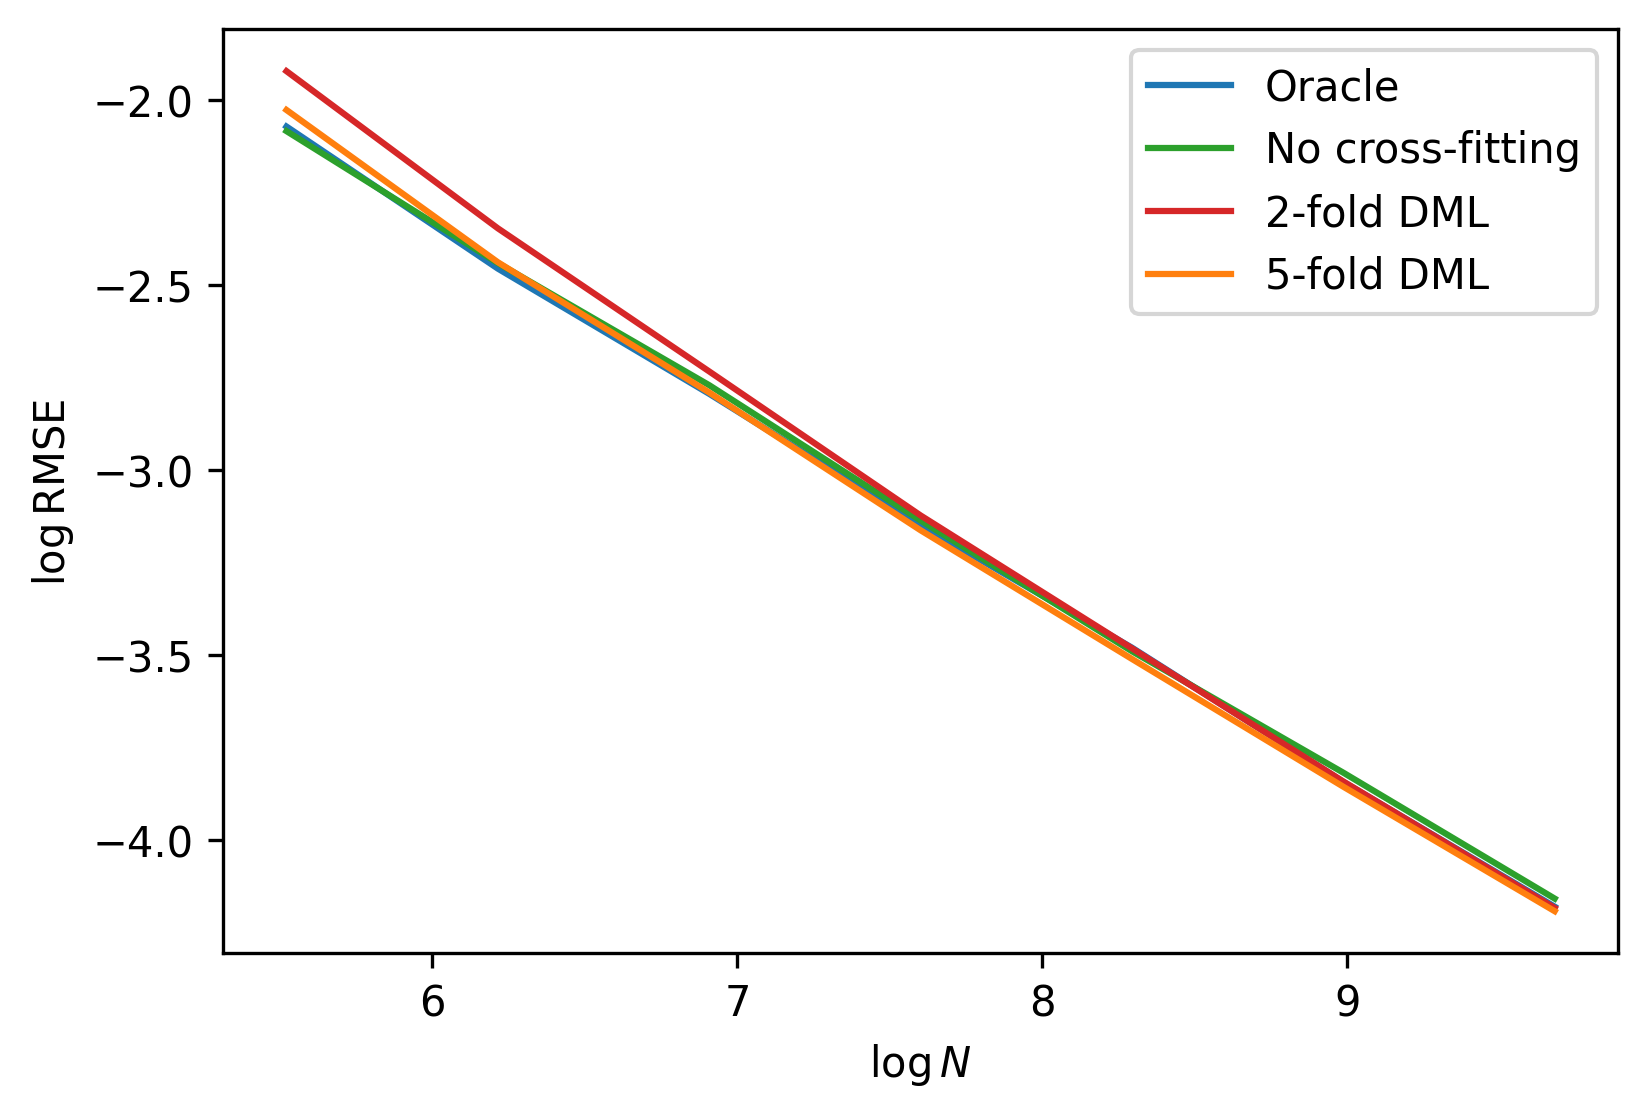 Oracle
No cross-fitting
2-fold DML
5-fold DML
−2.0
−2.5
−3.0
−3.5
−4.0
log RMSE
6 7 8 9
log N